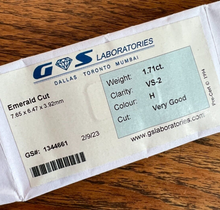 G S LABORATORIES
DALLAS TORONTO MUMBAI
Emerald Cut
7.65 x 6.47 x 3.92mm
Weight: 1.71ct.
Clarity: VS-2
Colour: H
Cut: Very Good
2/9/23
GS#: 1344661
www.gslaboratories.com